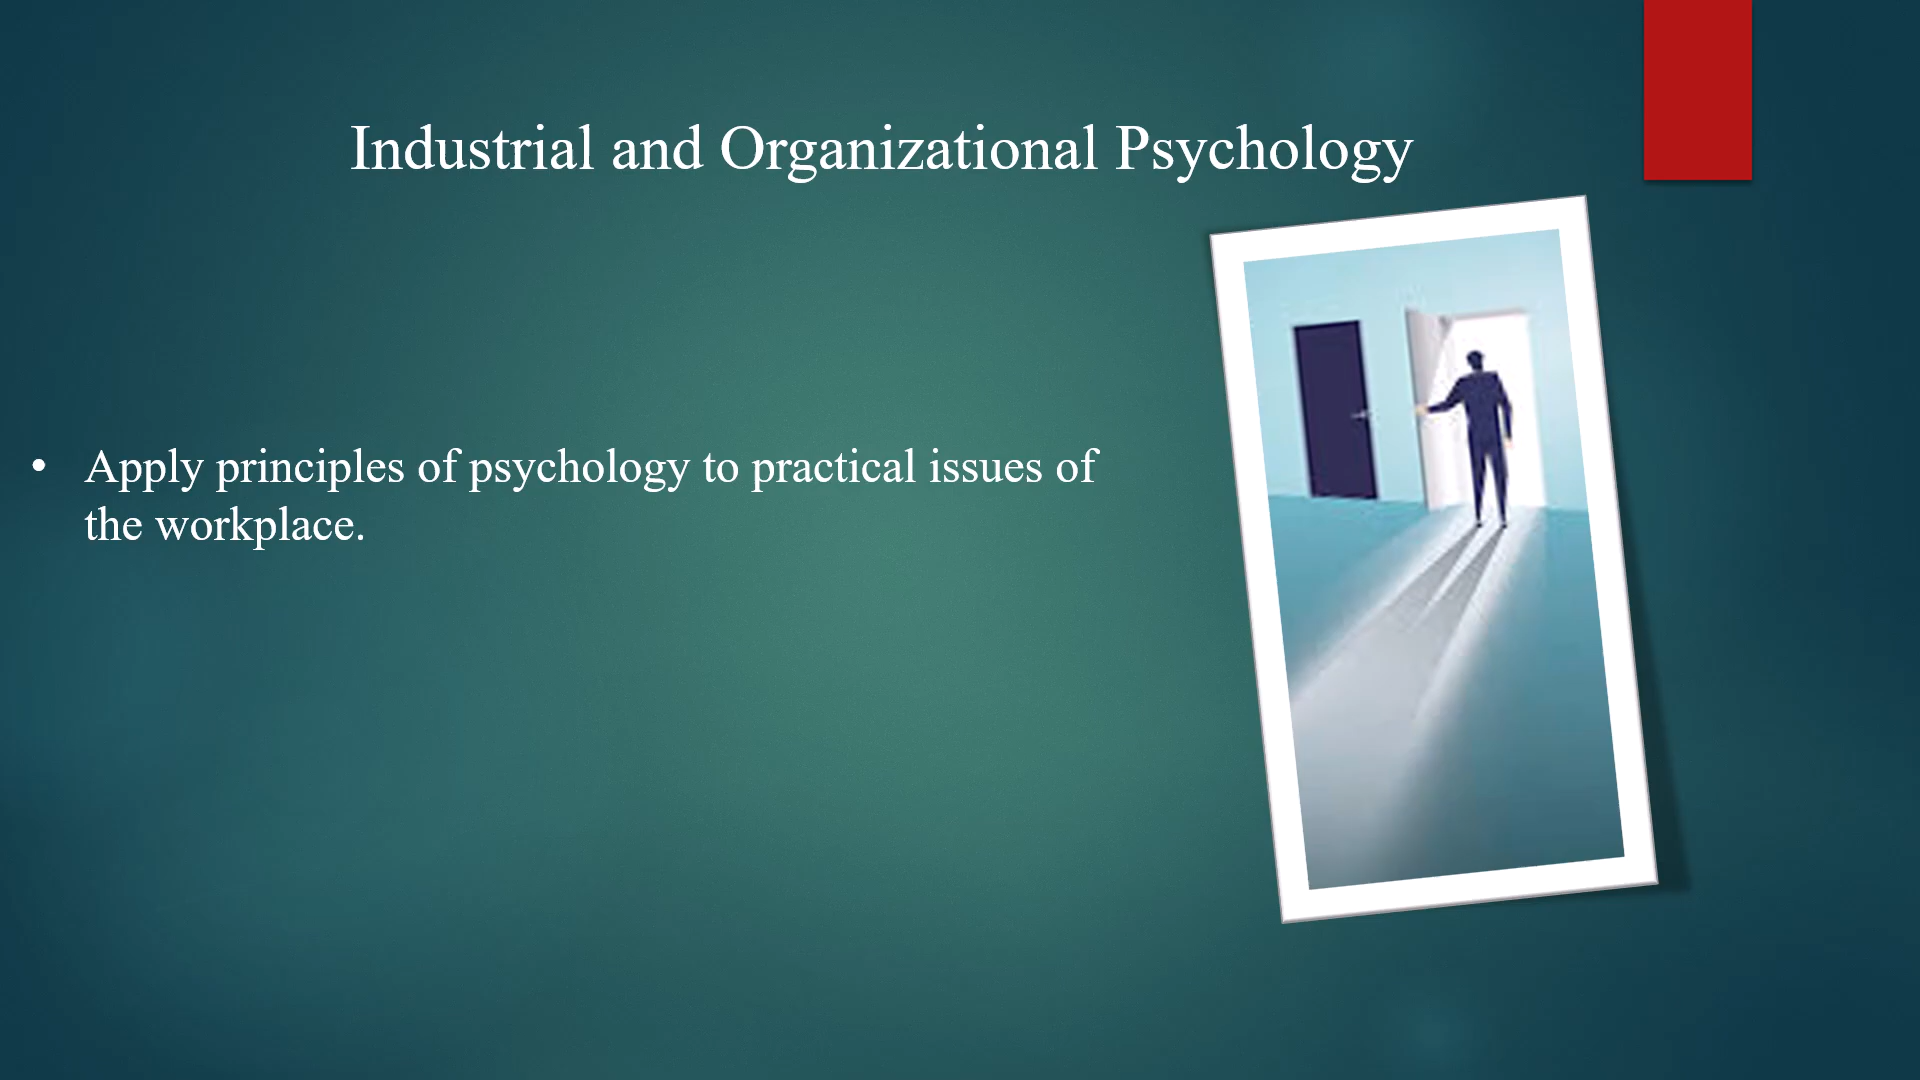 Industrial and Organizational Psychology
• Apply principles of psychology to practical issues of
the workplace.